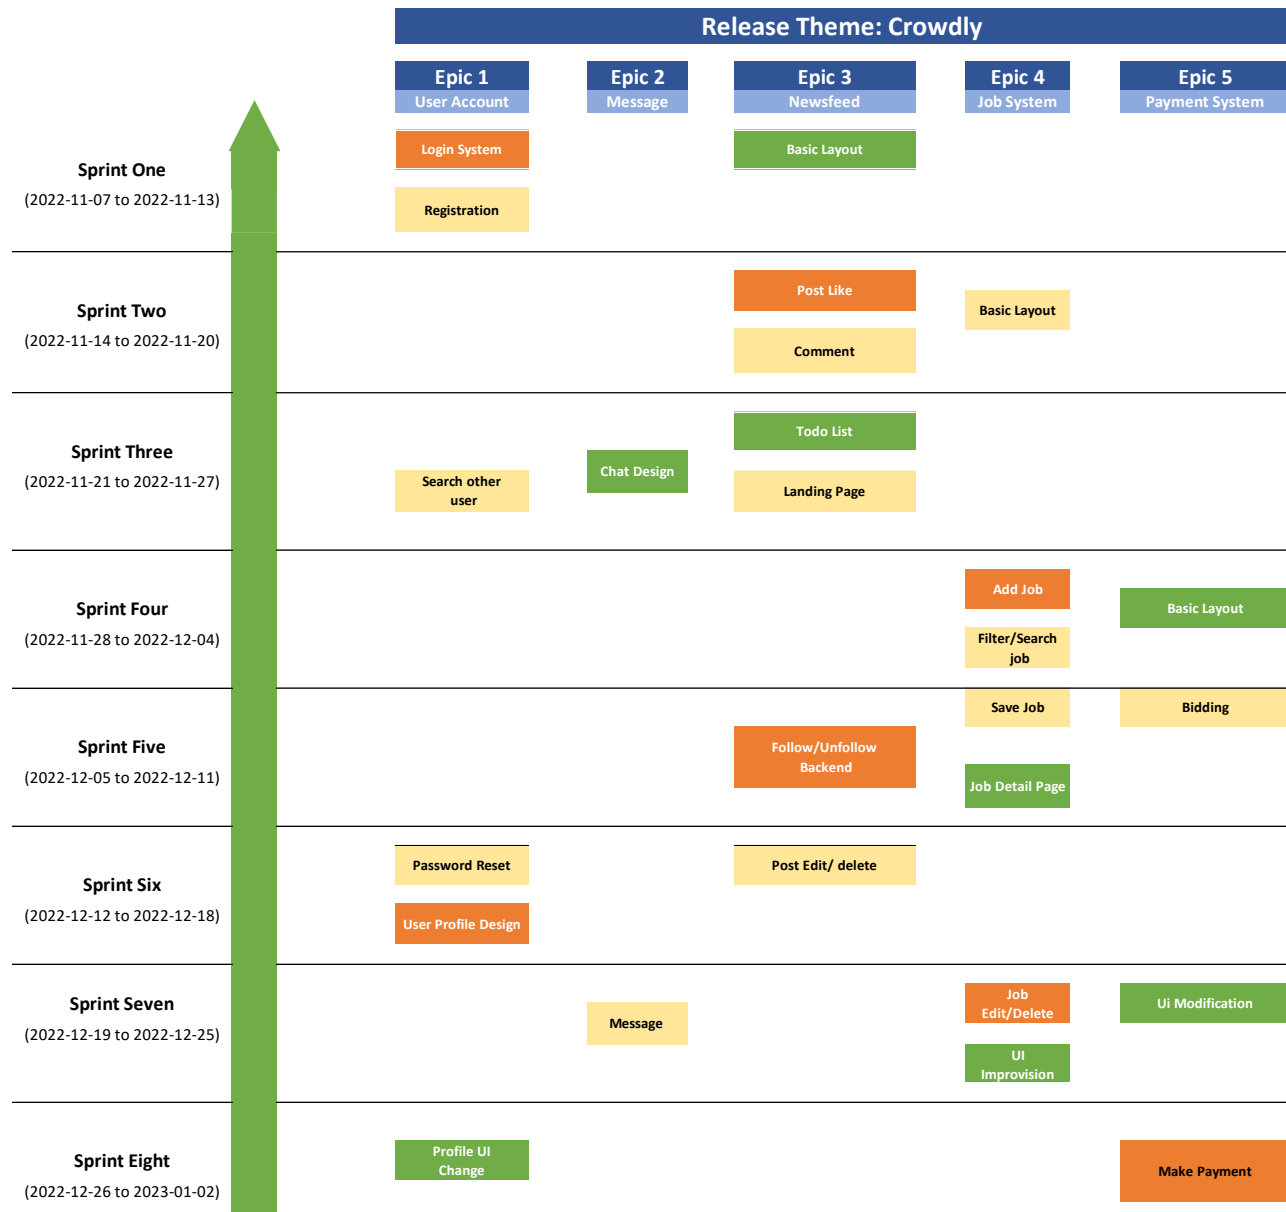 Release Theme: Crowdly
Epic 1
Epic 2
Epic 3
Epic 4
Epic 5
User Account
Message
Newsfeed
Job System
Payment System
Sprint One
(2022-11-07 to 2022-11-13)
Login System
Basic Layout
Registration
Sprint Two
(2022-11-14 to 2022-11-20)
Post Like
Basic Layout
Comment
Sprint Three
(2022-11-21 to 2022-11-27)
Todo List
Chat Design
Search other
user
Landing Page
Sprint Four
(2022-11-28 to 2022-12-04)
Add Job
Basic Layout
Filter/Search
job
Sprint Five
(2022-12-05 to 2022-12-11)
Save Job
Bidding
Follow/Unfollow
Backend
Job Detail Page
Sprint Six
(2022-12-12 to 2022-12-18)
Password Reset
Post Edit/ delete
User Profile Design
Sprint Seven
(2022-12-19 to 2022-12-25)
Message
Job
Edit/Delete
Ui Modification
UI
Improvision
Sprint Eight
(2022-12-26 to 2023-01-02)
Profile UI
Change
Make Payment